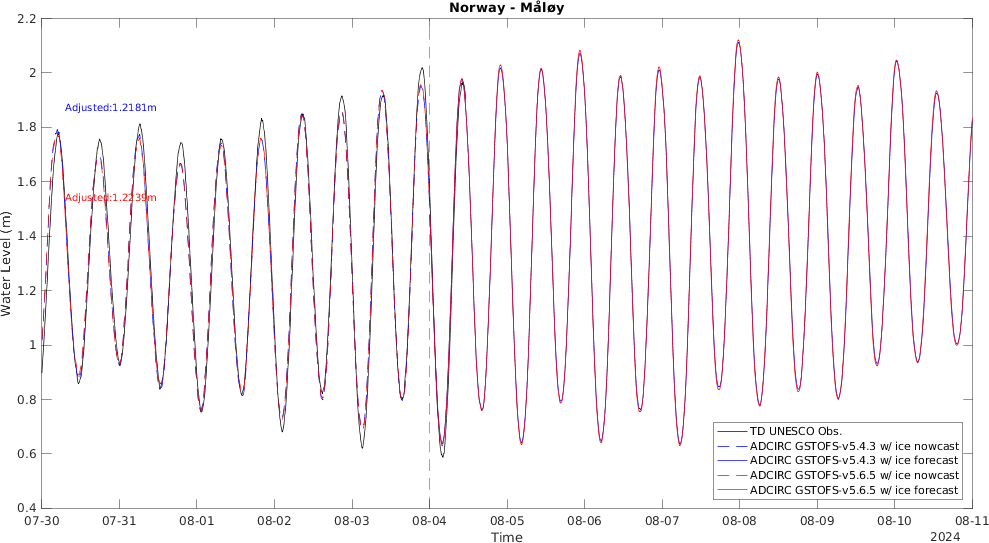 Norway - Måløy
2.2
2
1.8
1.6
1.4
1.2
1
0.8
0.6
0.4
Water Level (m)
Adjusted:1.2181m
Adjusted:1.2239m
TD UNESCO Obs.
ADCIRC GSTOFS-v5.4.3 w/ ice nowcast
ADCIRC GSTOFS-v5.4.3 w/ ice forecast
ADCIRC GSTOFS-v5.6.5 w/ ice nowcast
ADCIRC GSTOFS-v5.6.5 w/ ice forecast
07-30 07-31 08-01 08-02 08-03 08-04 08-05 08-06 08-07 08-08 08-09 08-10 08-11
Time
2024